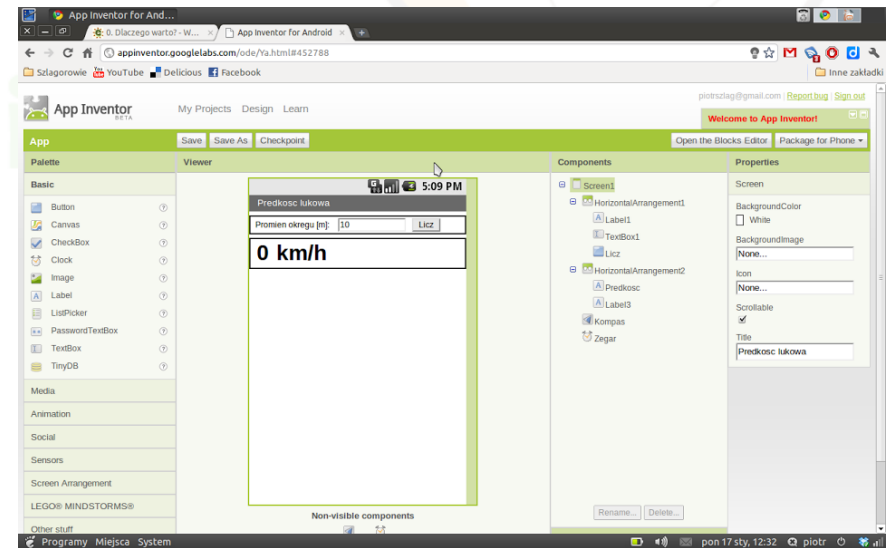 App Inventor for And...
0. Dlaczego warto? - W...
App Inventor for Android
appinventor.googlelabs.com/ode/Ya.html#452788
Szlagorowie YouTube Delicious Facebook Inne zakładki
piotrszlag@gmail.com | Report bug | Sign out
App Inventor
BETA
My Projects Design Learn
Welcome to App Inventor!
App
Save Save As Checkpoint
Open the Blocks Editor Package for Phone
Palette
Viewer
Components
Properties
Basic
Button
Canvas
CheckBox
Clock
Image
Label
ListPicker
PasswordTextBox
TextBox
TinyDB
Media
Animation
Social
Sensors
Screen Arrangement
LEGO® MINDSTORMS®
Other stuff
5:09 PM
Predkosc lukowa
Promien okregu [m]: 10 Licz
0 km/h
Non-visible components
Screen1
HorizontalArrangement1
Label1
TextBox1
Licz
HorizontalArrangement2
Predkosc
Label3
Kompas
Zegar
Rename... Delete...
Screen
BackgroundColor
White
BackgroundImage
None...
Icon
None...
Scrollable
Title
Predkosc lukowa
Programy Miejsca System
pon 17 sty, 12:32 piotr